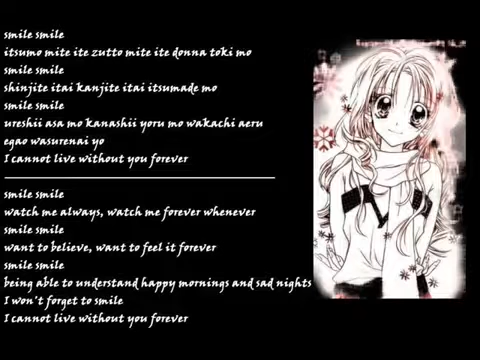 smile smile
itsumo mite ite zutto mite ite donna toki mo
smile smile
shinjite itai kanjite itai itsumade mo
smile smile
ureshii asa mo kanashii yoru mo wakachi aeru
egao wasurenai yo
I cannot live without you forever
smile smile
watch me always, watch me forever whenever
smile smile
want to believe, want to feel it forever
smile smile
being able to understand happy mornings and sad nights
I won't forget to smile
I cannot live without you forever